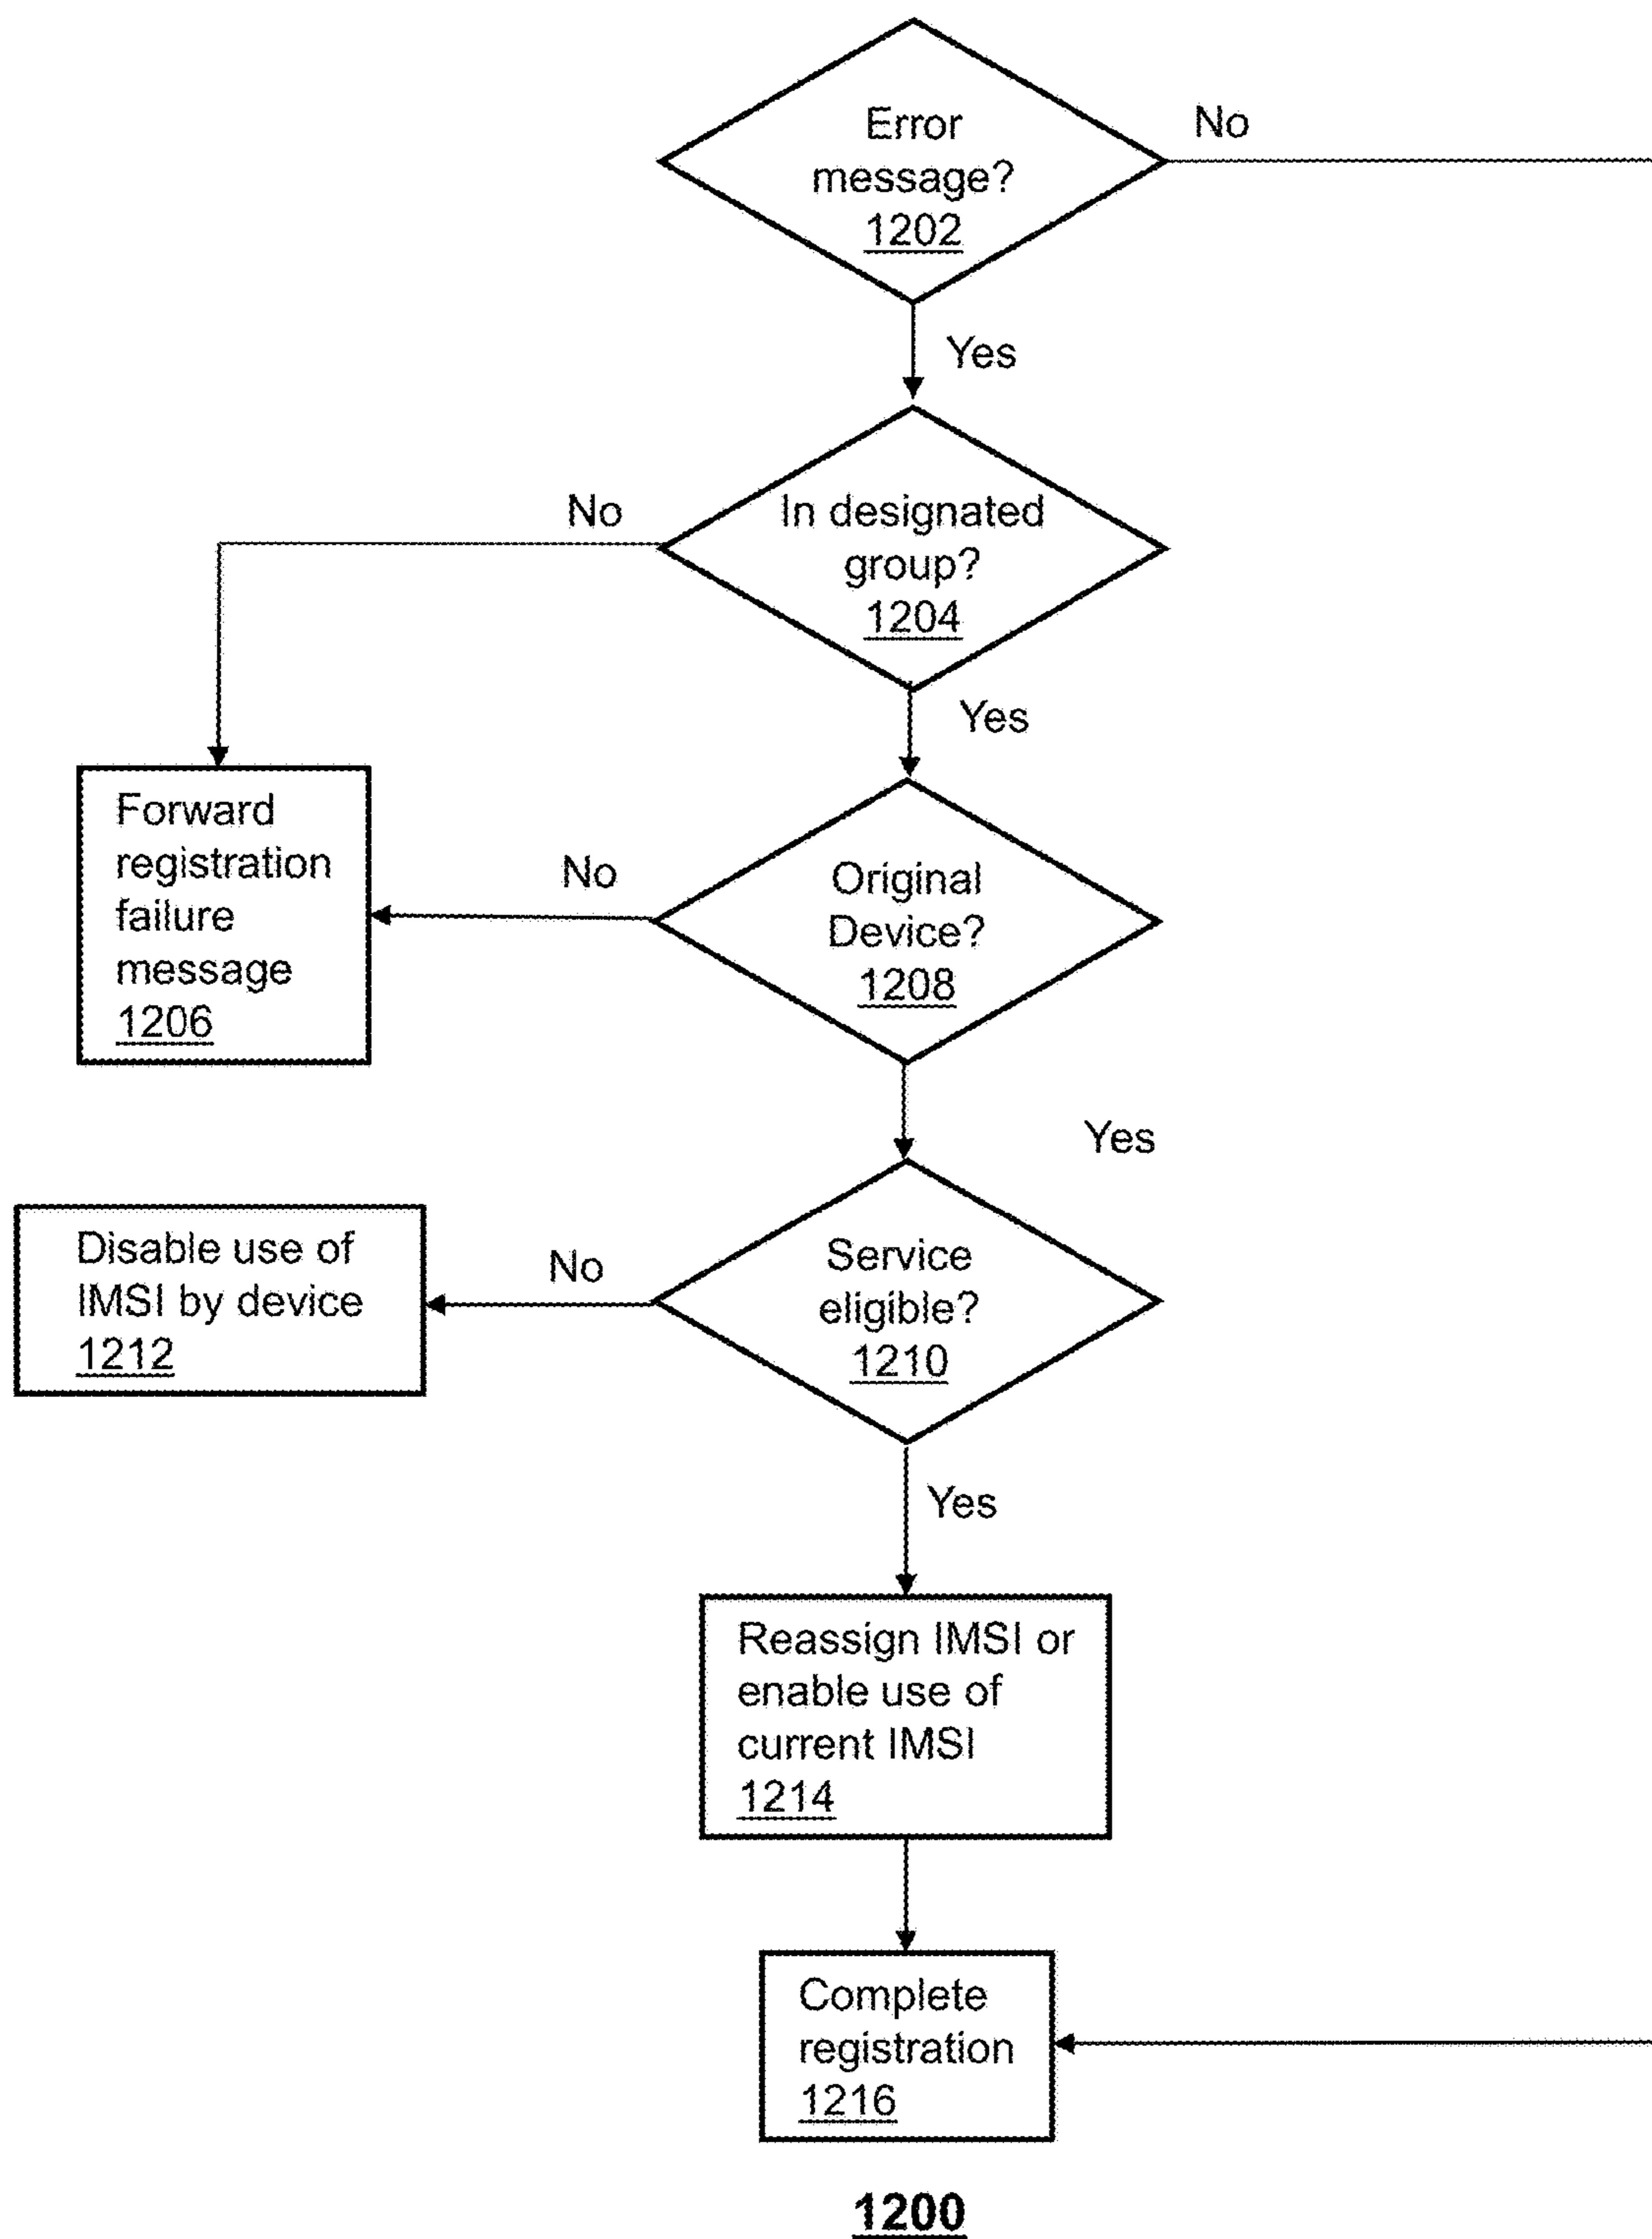 Error
message?
1202
No
Yes
In designated
group?
1204
No
Yes
Forward
registration
failure
message
1206
No
Original
Device?
1208
Yes
Disable use of
IMSI by device
1212
No
Service
eligible?
1210
Yes
Reassign IMSI or
enable use of
current IMSI
1214
Complete
registration
1216
1200